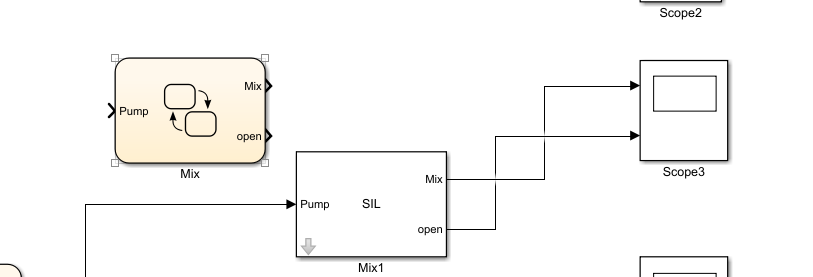 Scope2
Mix
Pump
open
Mix
Scope3
Mix
Pump
SIL
open
Mix1